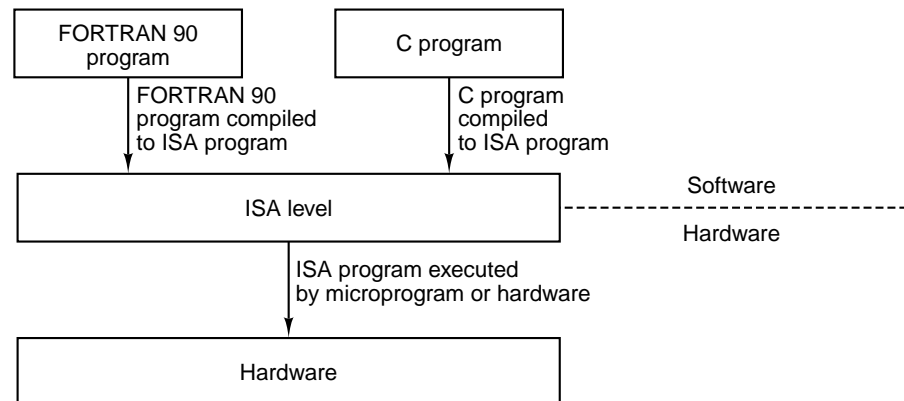 FORTRAN 90
program
C program
FORTRAN 90
program compiled
to ISA program
C program
compiled
to ISA program
ISA level
Software
Hardware
ISA program executed
by microprogram or hardware
Hardware